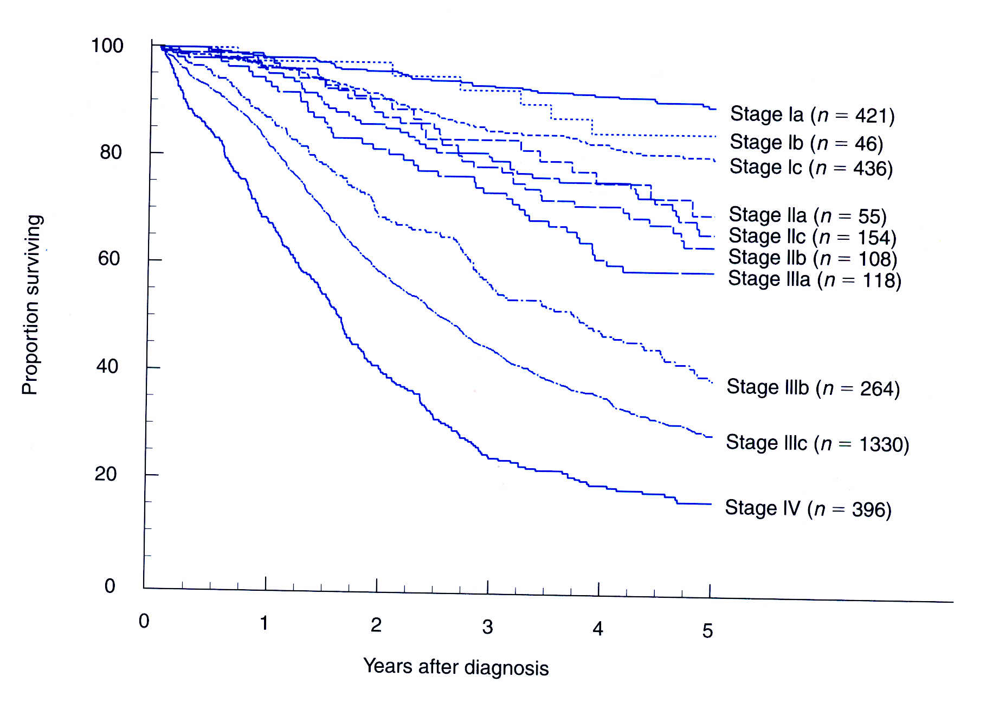 100
80
60
40
20
0
Proportion surviving
0 1 2 3 4 5
Years after diagnosis
Stage Ia (n = 421)
Stage Ib (n = 46)
Stage Ic (n = 436)
Stage IIa (n = 55)
Stage IIc (n = 154)
Stage IIb (n = 108)
Stage IIIa (n = 118)
Stage IIIb (n = 264)
Stage IIIc (n = 1330)
Stage IV (n = 396)